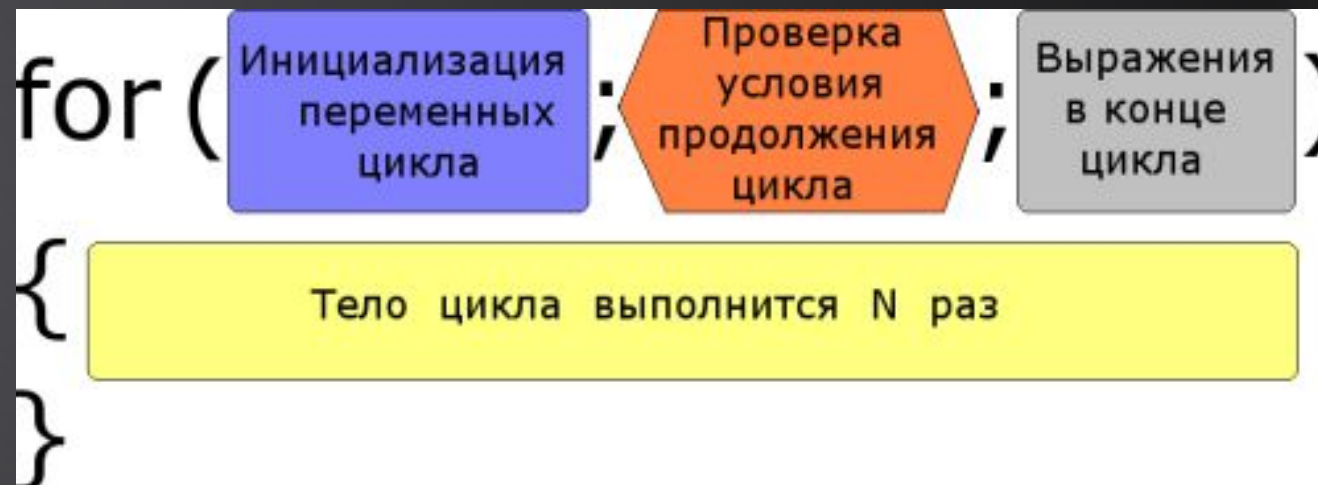 for(
Инициализация
переменных
цикла
;
Проверка
условия
продолжения
цикла
;
Выражения
в конце
цикла
)
{
Тело цикла выполнится N раз
}